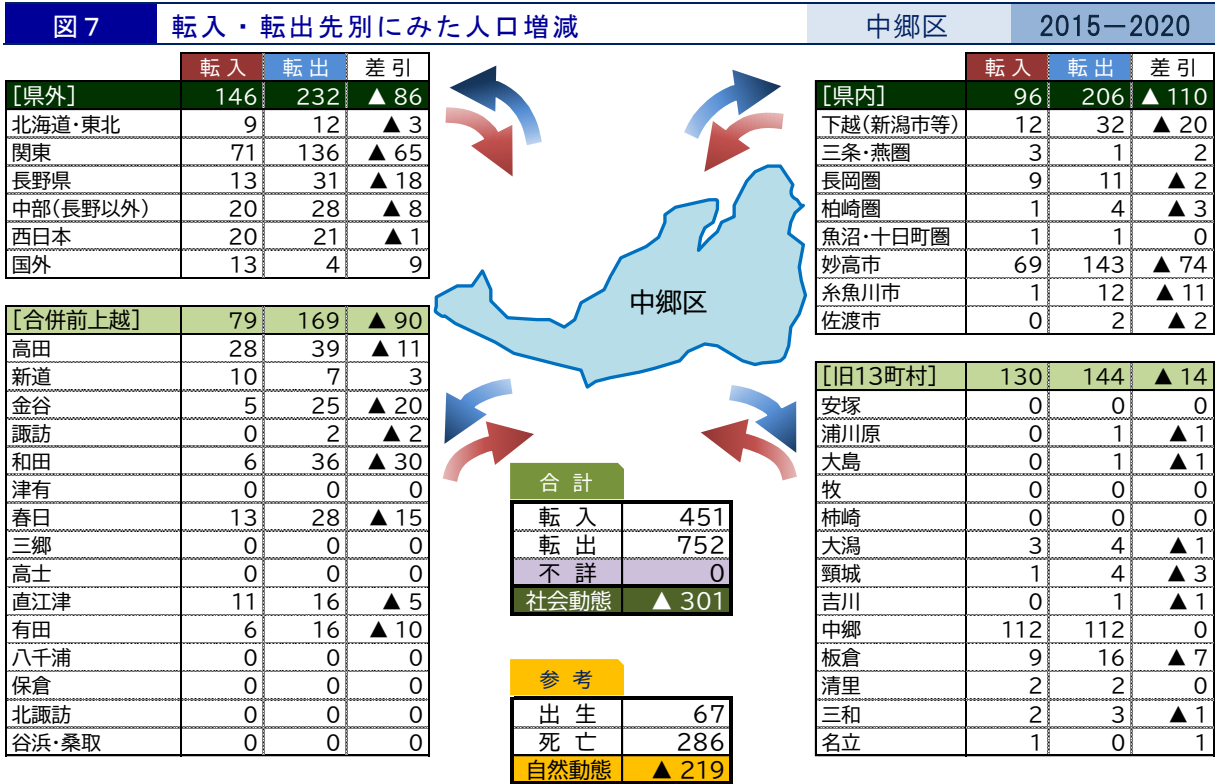 図７ 転入・転出先別にみた人口増減 中郷区 2015－2020
転入 転出 差引
［県外］ 146 232 ▲ 86
北海道・東北 9 12 ▲ 3
関東 71 136 ▲ 65
長野県 13 31 ▲ 18
中部(長野以外) 20 28 ▲ 8
西日本 20 21 ▲ 1
国外 13 4 9
［合併前上越］ 79 169 ▲ 90
高田 28 39 ▲ 11
新道 10 7 3
金谷 5 25 ▲ 20
諏訪 0 2 ▲ 2
和田 6 36 ▲ 30
津有 0 0 0
春日 13 28 ▲ 15
三郷 0 0 0
高士 0 0 0
直江津 11 16 ▲ 5
有田 6 16 ▲ 10
八千浦 0 0 0
保倉 0 0 0
北諏訪 0 0 0
谷浜・桑取 0 0 0
中郷区
合 計
転 入 451
転 出 752
不 詳 0
社会動態 ▲ 301
参 考
出 生 67
死 亡 286
自然動態 ▲ 219
転入 転出 差引
［県内］ 96 206 ▲ 110
下越(新潟市等) 12 32 ▲ 20
三条・燕圏 3 1 2
長岡圏 9 11 ▲ 2
柏崎圏 1 4 ▲ 3
魚沼・十日町圏 1 1 0
妙高市 69 143 ▲ 74
糸魚川市 1 12 ▲ 11
佐渡市 0 2 ▲ 2
［旧13町村］ 130 144 ▲ 14
安塚 0 0 0
浦川原 0 1 ▲ 1
大島 0 1 ▲ 1
牧 0 0 0
柿崎 0 0 0
大潟 3 4 ▲ 1
頸城 1 4 ▲ 3
吉川 0 1 ▲ 1
中郷 112 112 0
板倉 9 16 ▲ 7
清里 2 2 0
三和 2 3 ▲ 1
名立 1 0 1